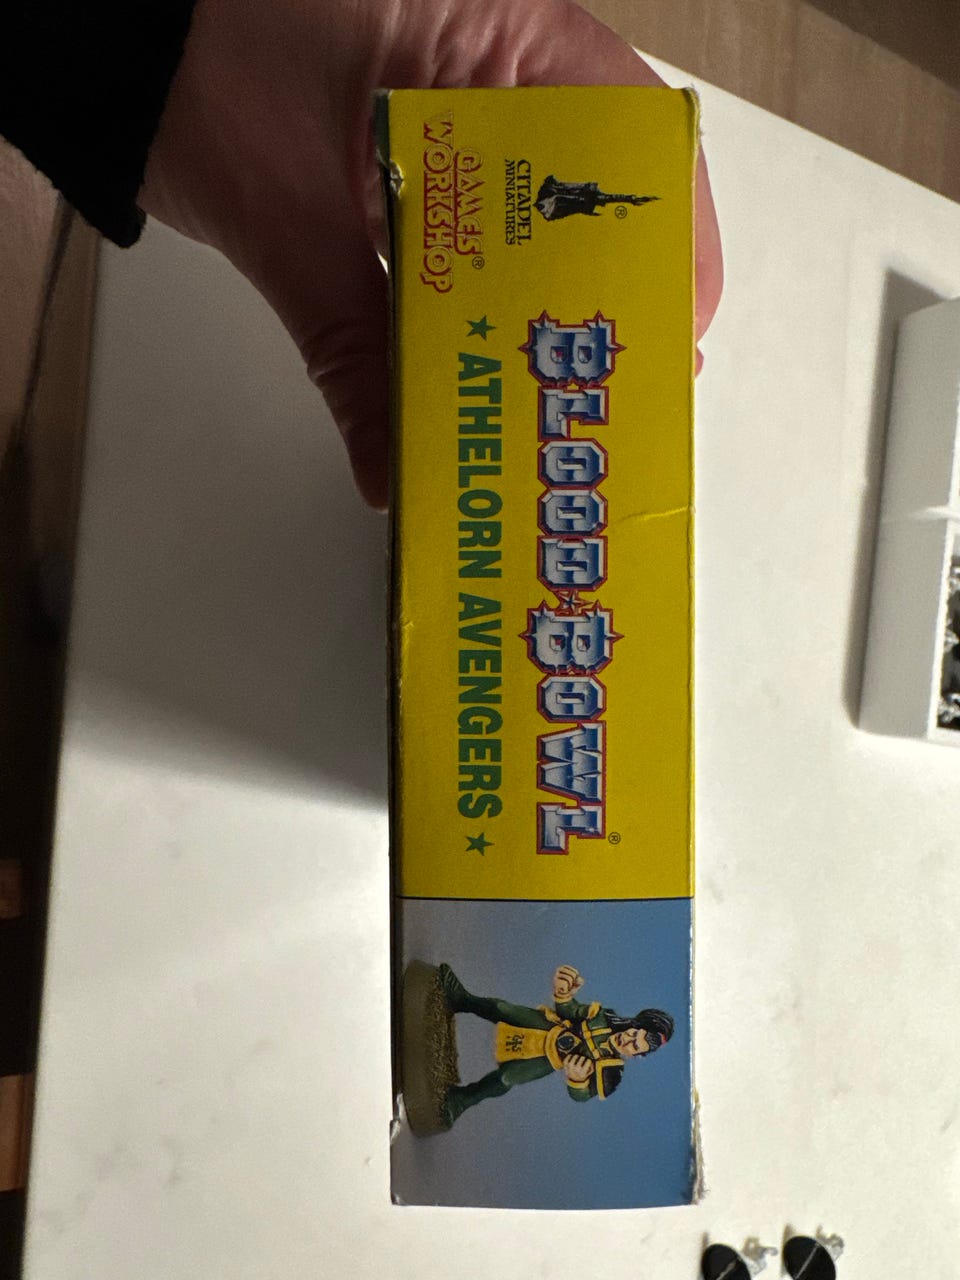 CITADEL
MINIATURES
®
GAMES
WORKSHOP®
BLOOD BOWL®
★ ATHELORN AVENGERS ★